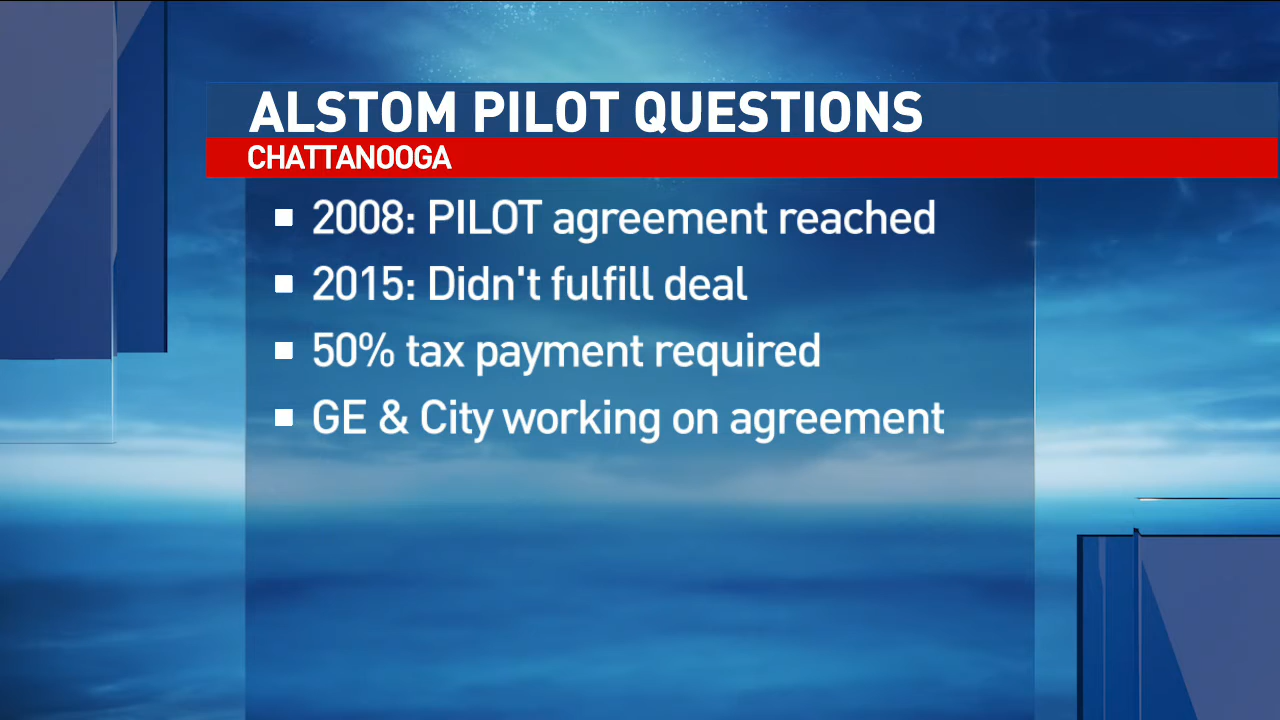 ALSTOM PILOT QUESTIONS
CHATTANOOGA
▪ 2008: PILOT agreement reached
▪ 2015: Didn't fulfill deal
▪ 50% tax payment required
▪ GE & City working on agreement